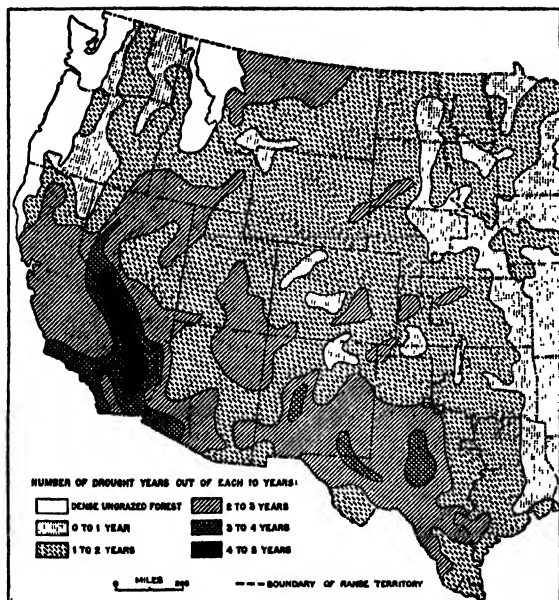 NUMBER OF DROUGHT YEARS OUT OF EACH 10 YEARS:
DENSE UNGRAZED FOREST
0 TO 1 YEAR
1 TO 2 YEARS
2 TO 3 YEARS
3 TO 4 YEARS
4 TO 5 YEARS
0 MILES
BOUNDARY OF RANGE TERRITORY